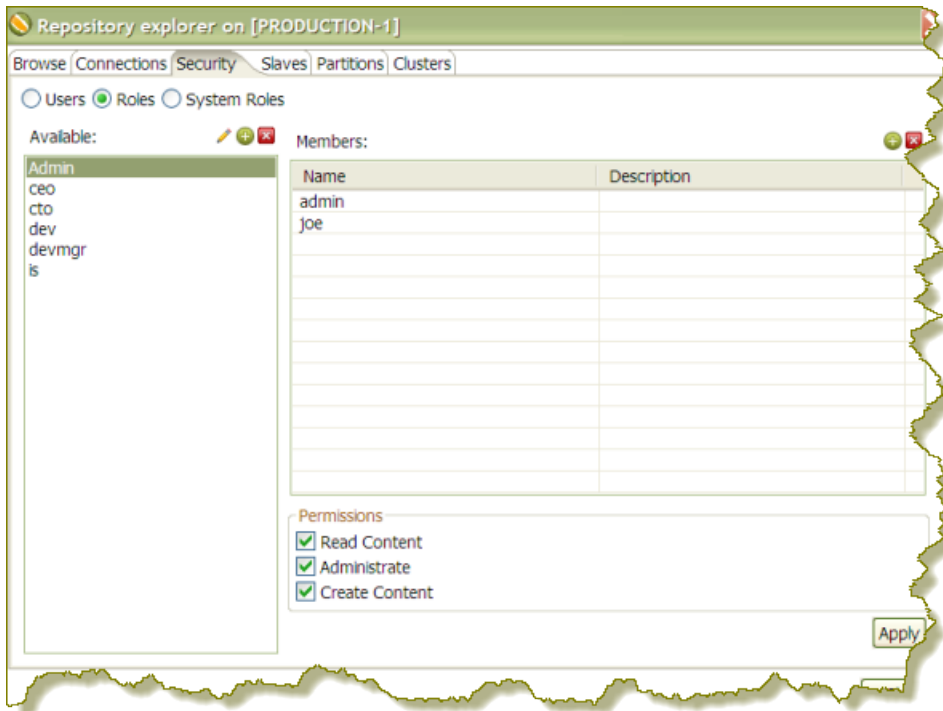 Repository explorer on [PRODUCTION-1]
Browse Connections Security Slaves Partitions Clusters
Users Roles System Roles
Available:
Admin
ceo
cto
dev
devmgr
is
Members:
Name Description
admin
joe
Permissions
Read Content
Administrate
Create Content
Apply